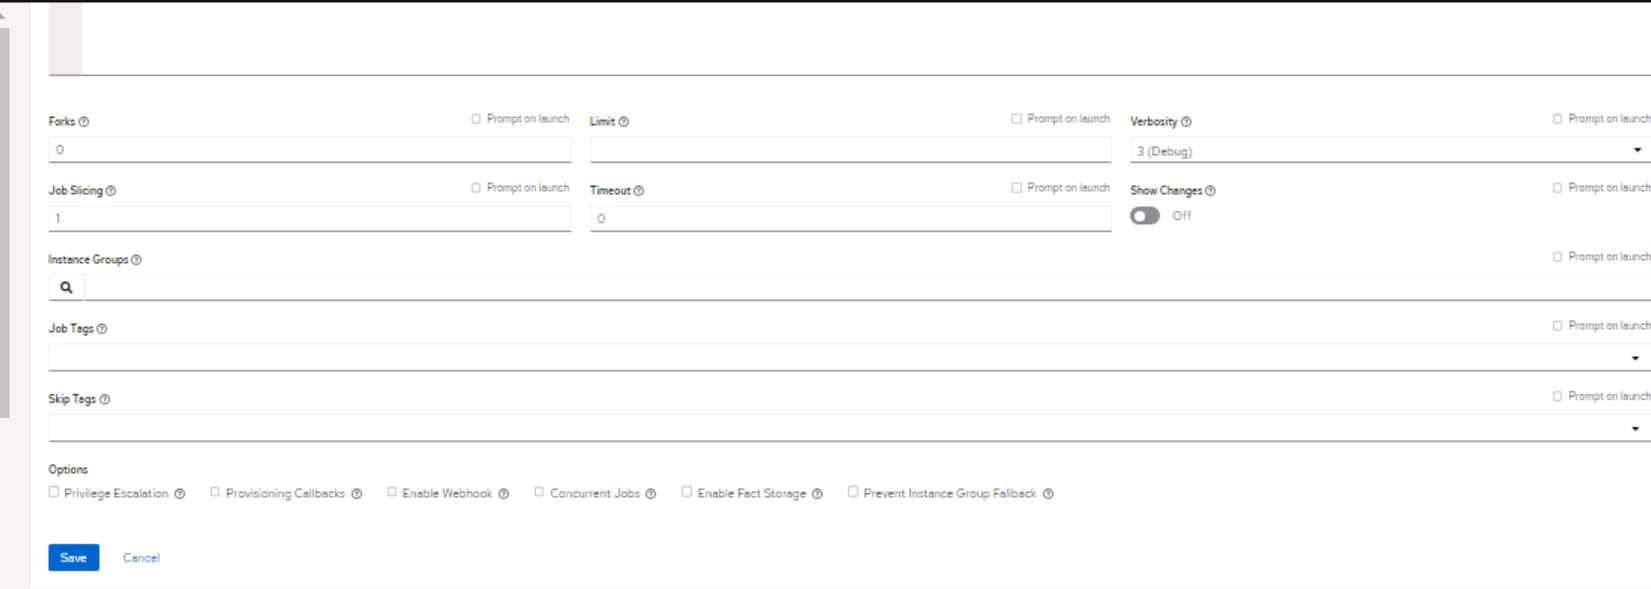 Forks Prompt on launch Limit Prompt on launch Verbosity Prompt on launch
0 3 (Debug)
Job Slicing Prompt on launch Timeout Prompt on launch Show Changes Prompt on launch
1 0 Off
Instance Groups Prompt on launch
Job Tags Prompt on launch
Skip Tags Prompt on launch
Options
Privilege Escalation Provisioning Callbacks Enable Webhook Concurrent Jobs Enable Fact Storage Prevent Instance Group Fallback
Save Cancel